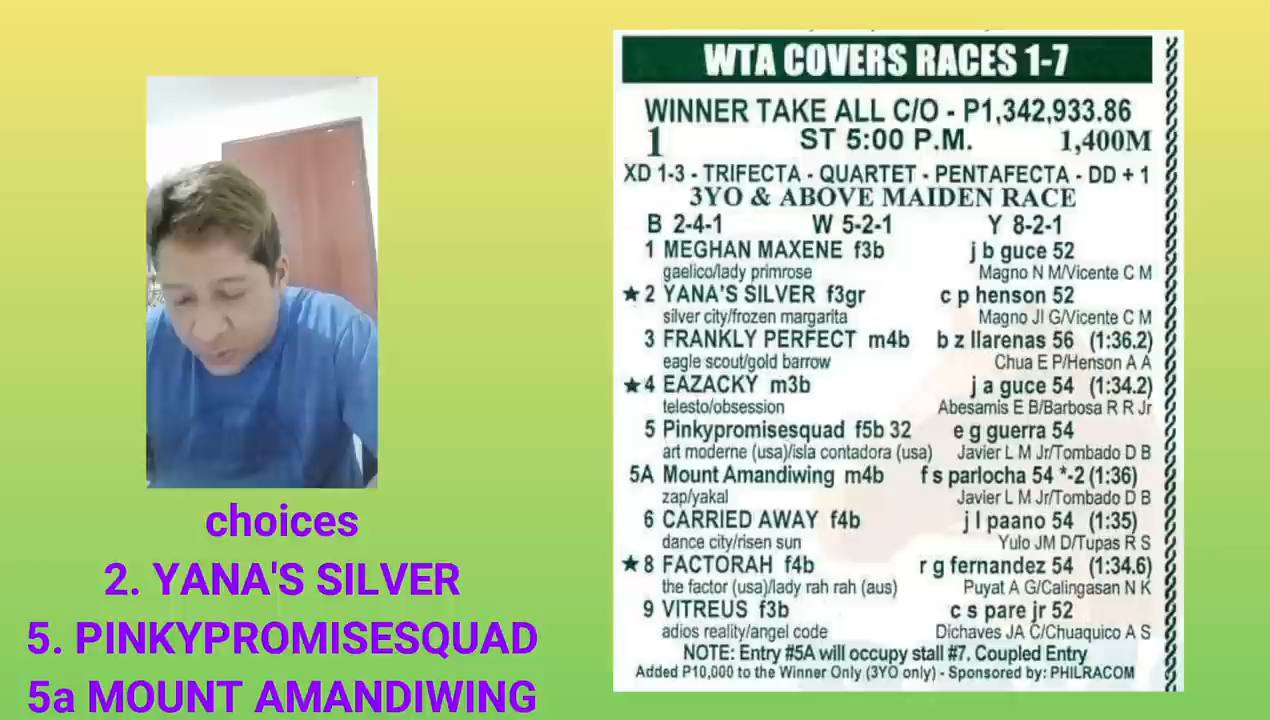 WTA COVERS RACES 1-7
WINNER TAKE ALL C/O - P1,342,933.86
1 ST 5:00 P.M. 1,400M
XD 1-3 - TRIFECTA - QUARTET - PENTAFECTA - DD + 1
3YO & ABOVE MAIDEN RACE
B 2-4-1 W 5-2-1 Y 8-2-1
1 MEGHAN MAXENE f3b j b guce 52
gaelico/lady primrose Magno N M/Vicente C M
★2 YANA'S SILVER f3gr c p henson 52
silver city/frozen margarita Magno JI G/Vicente C M
3 FRANKLY PERFECT m4b b z llarenas 56 (1:36.2)
eagle scout/gold barrow Chua E P/Henson A A
★4 EAZACKY m3b j a guce 54 (1:34.2)
telesto/obsession Abesamis E B/Barbosa R R Jr
5 Pinkypromisesquad f5b 32 e g guerra 54
art moderne (usa)/isla contadora (usa) Javier L M Jr/Tombado D B
5A Mount Amandiwing m4b f s parlocha 54 *-2 (1:36)
zap/yakal Javier L M Jr/Tombado D B
6 CARRIED AWAY f4b j l paano 54 (1:35)
dance city/risen sun Yulo JM D/Tupas R S
★8 FACTORAH f4b r g fernandez 54 (1:34.6)
the factor (usa)/lady rah rah (aus) Puyat A G/Calingasan N K
9 VITREUS f3b c s pare jr 52
adios reality/angel code Dichaves JA C/Chuaquico A S
NOTE: Entry #5A will occupy stall #7, Coupled Entry
Added P10,000 to the Winner Only (3YO only) - Sponsored by: PHILRACOM
choices
2. YANA'S SILVER
5. PINKYPROMISESQUAD
5a MOUNT AMANDIWING